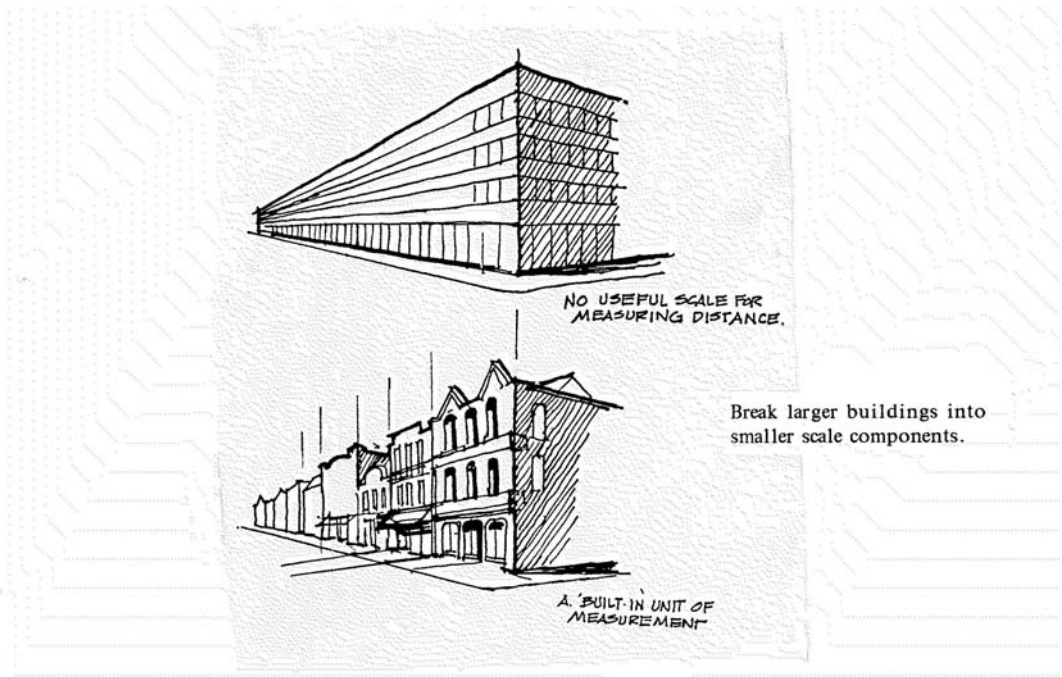 NO USEFUL SCALE FOR
MEASURING DISTANCE.
Break larger buildings into
smaller scale components.
A 'BUILT-IN' UNIT OF
MEASUREMENT